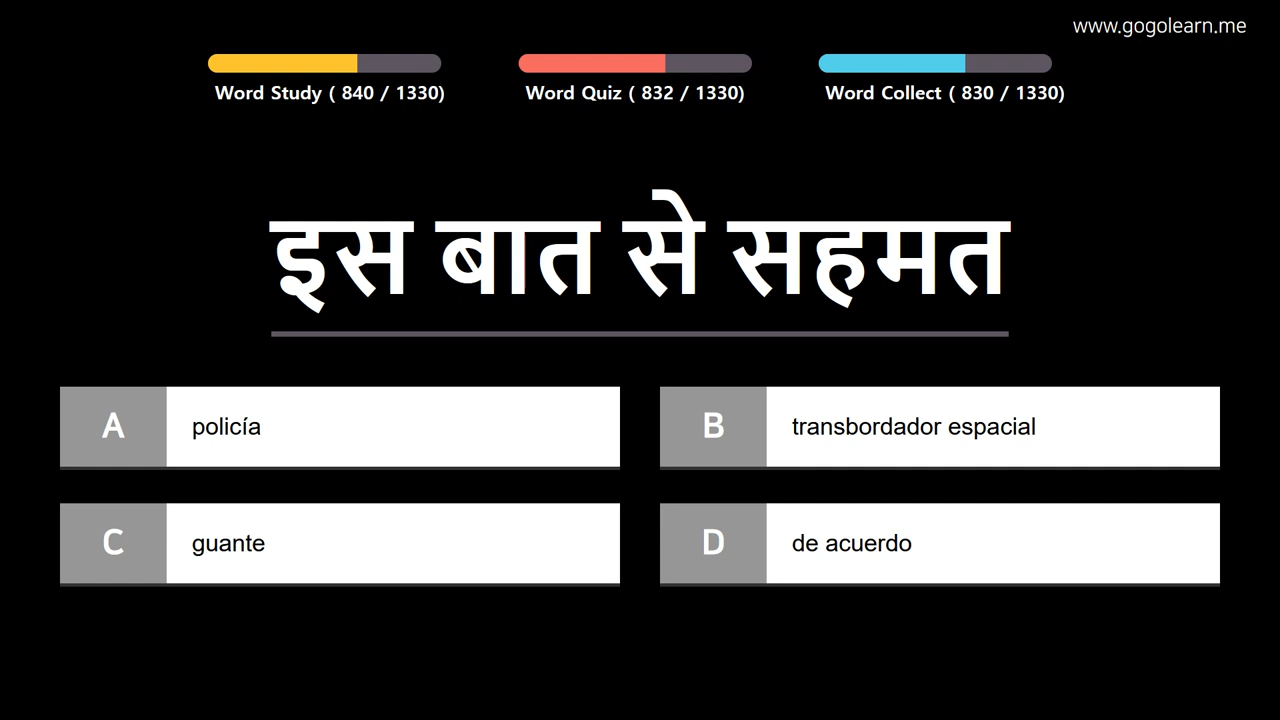 www.gogolearn.me
Word Study ( 840 / 1330)
Word Quiz ( 832 / 1330)
Word Collect ( 830 / 1330)
इस बात से सहमत
A policía
B transbordador espacial
C guante
D de acuerdo